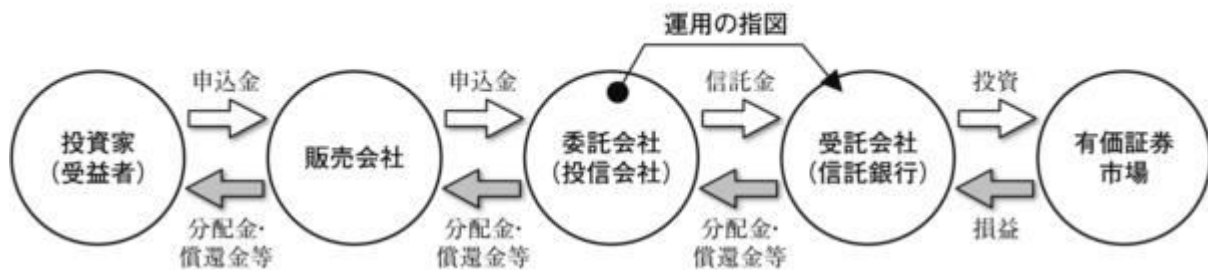 運用の指図
申込金
申込金
信託金
投資
投資家
（受益者）
販売会社
委託会社
（投信会社）
受託会社
（信託銀行）
有価証券
市場
分配金・
償還金等
分配金・
償還金等
分配金・
償還金等
損益